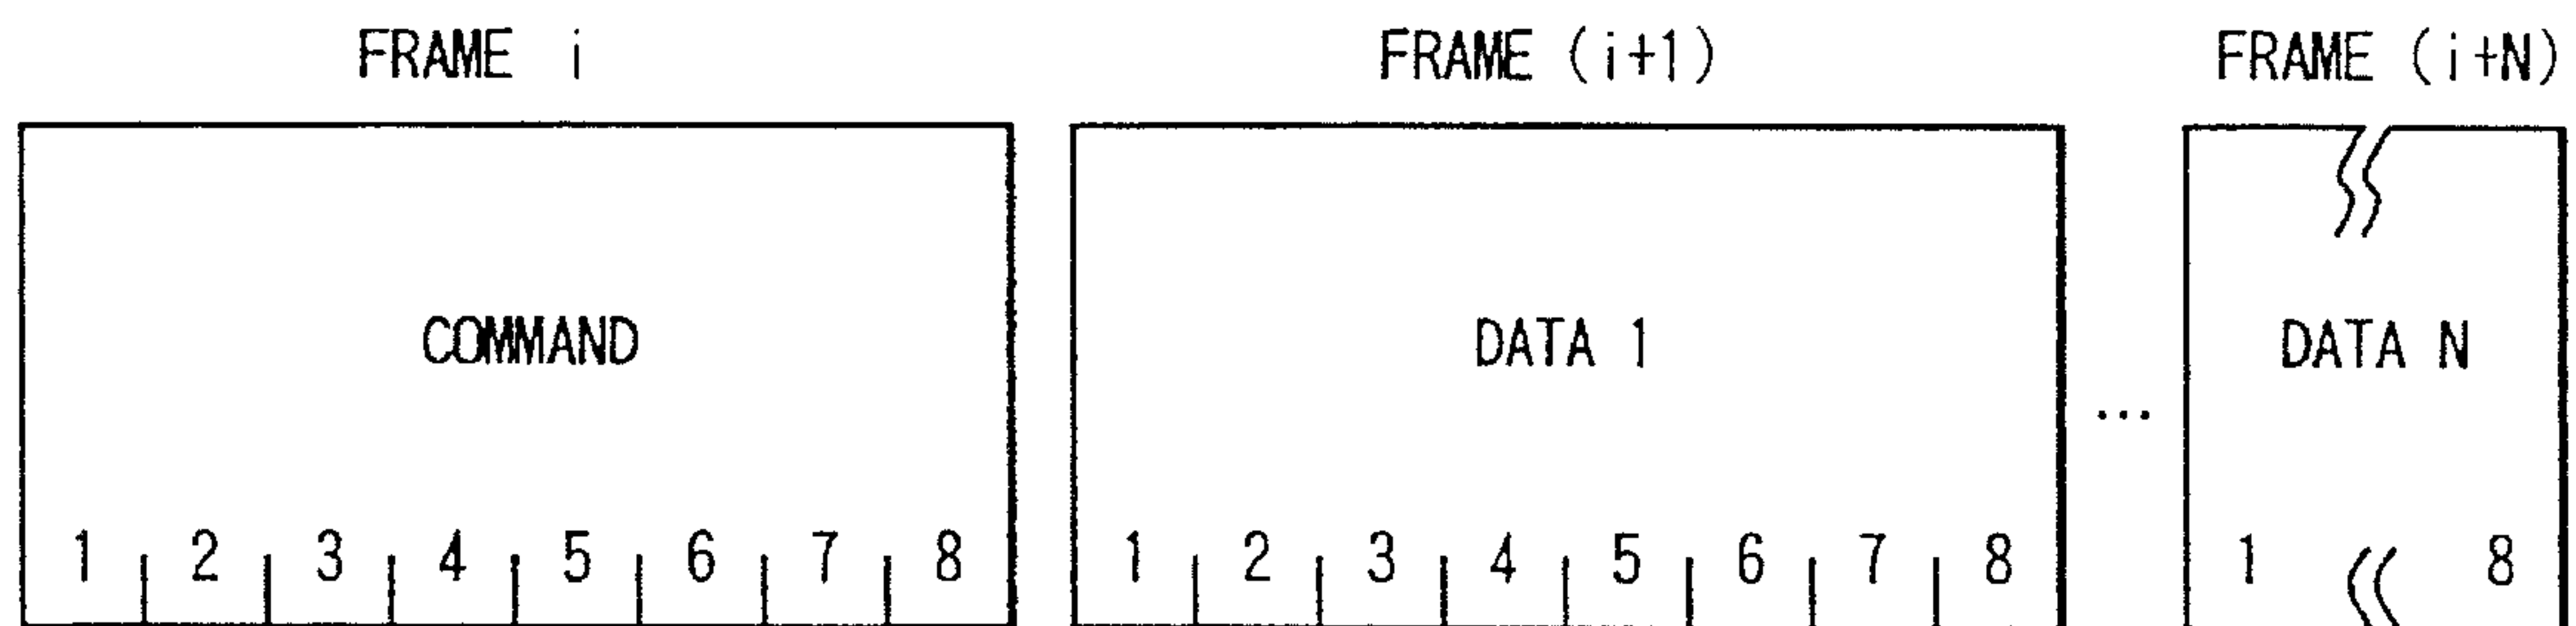 FRAME i FRAME (i+1) FRAME (i+N)
COMMAND DATA 1 DATA N
...
1 2 3 4 5 6 7 8 1 2 3 4 5 6 7 8 1 8